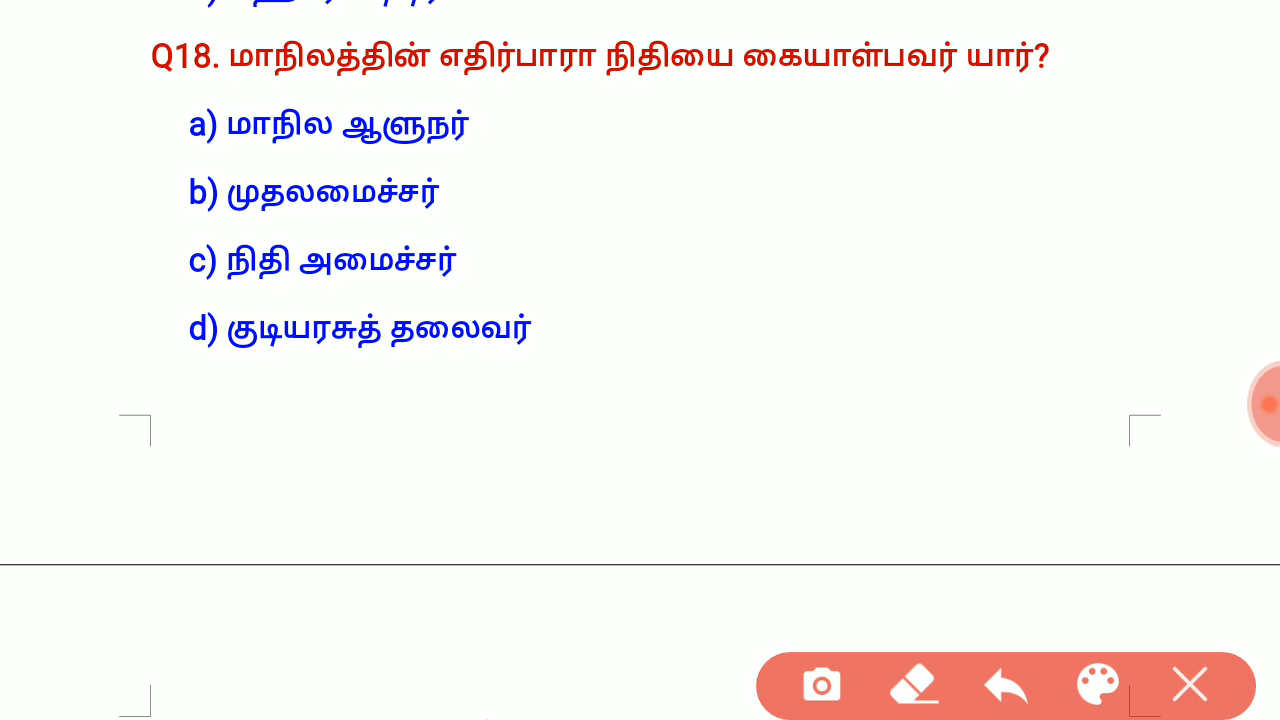 Q18. மாநிலத்தின் எதிர்பாரா நிதியை கையாள்பவர் யார்?
a) மாநில ஆளுநர்
b) முதலமைச்சர்
c) நிதி அமைச்சர்
d) குடியரசுத் தலைவர்